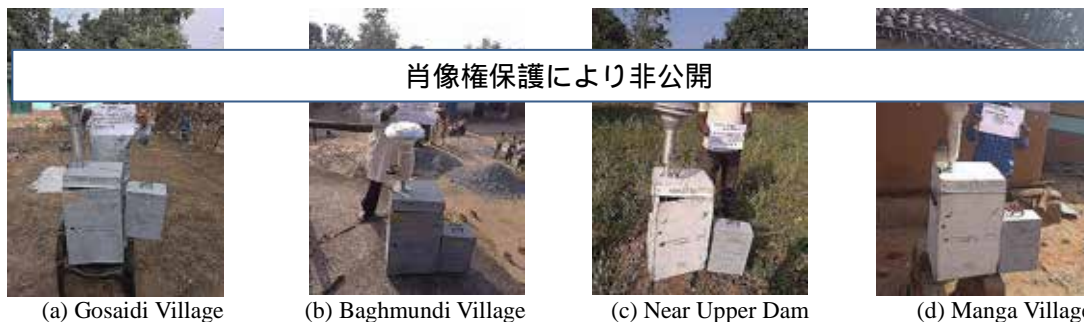 肖像権保護により非公開
(a) Gosaidi Village
(b) Baghmundi Village
(c) Near Upper Dam
(d) Manga Village